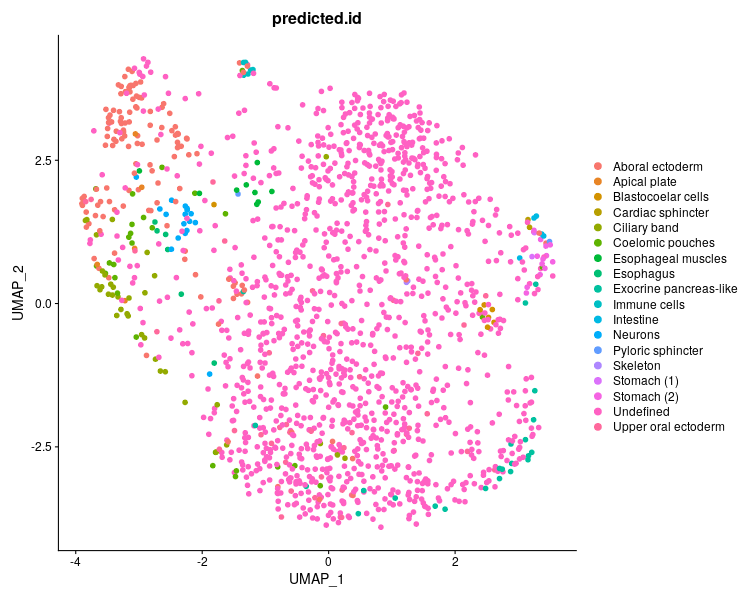 predicted.id
UMAP_2
2.5
0.0
-2.5
-4
-2
0
2
UMAP_1
Aboral ectoderm
Apical plate
Blastocoelar cells
Cardiac sphincter
Ciliary band
Coelomic pouches
Esophageal muscles
Esophagus
Exocrine pancreas-like
Immune cells
Intestine
Neurons
Pyloric sphincter
Skeleton
Stomach (1)
Stomach (2)
Undefined
Upper oral ectoderm